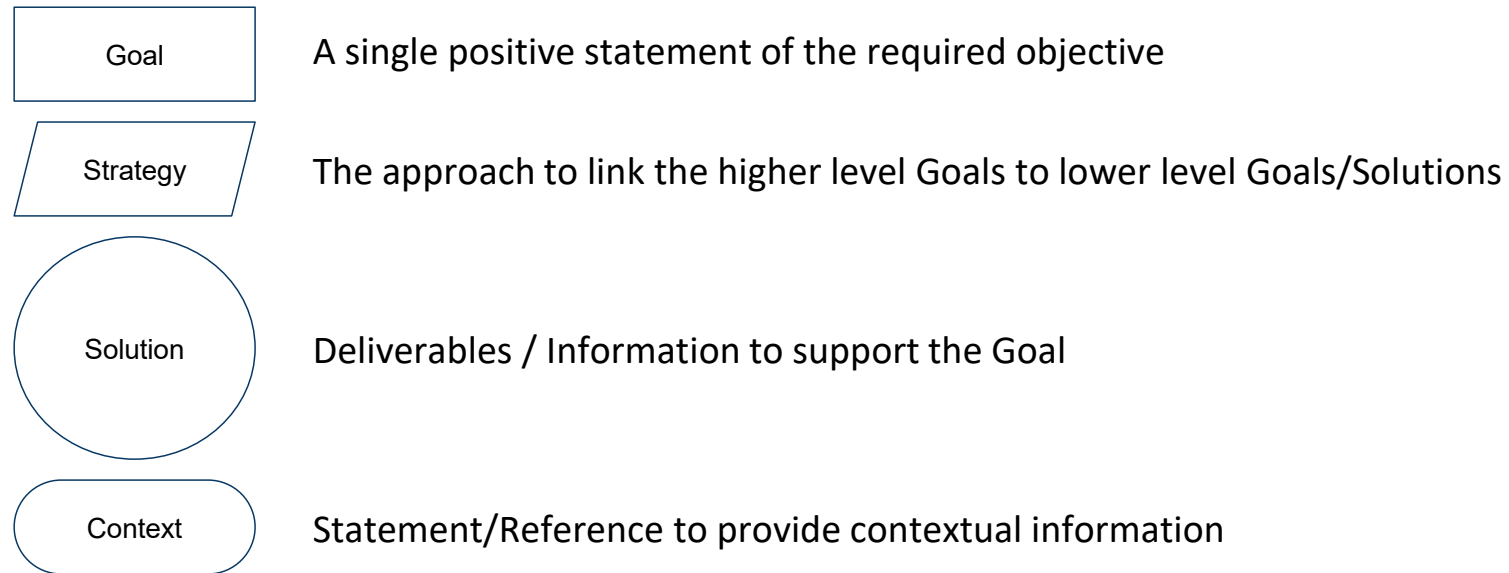 Goal A single positive statement of the required objective
Strategy The approach to link the higher level Goals to lower level Goals/Solutions
Solution Deliverables / Information to support the Goal
Context Statement/Reference to provide contextual information